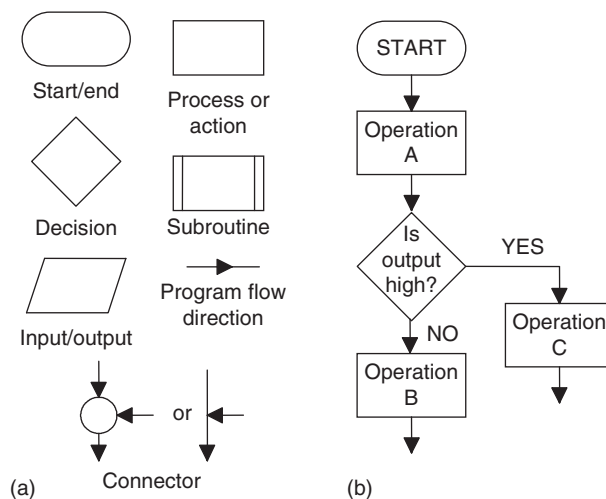 Start/end
Process or
action
Decision
Subroutine
Input/output
Program flow
direction
or
Connector
(a)
START
Operation
A
Is
output
high?
YES
NO
Operation
C
Operation
B
(b)